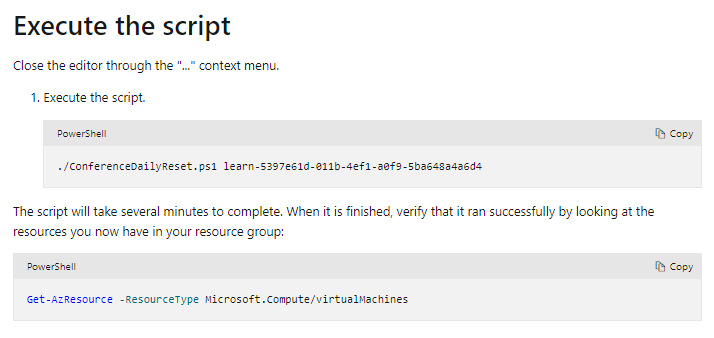 Execute the script
Close the editor through the "..." context menu.
1. Execute the script.
PowerShell
Copy
./ConferenceDailyReset.ps1 learn-5397e61d-011b-4ef1-a0f9-5ba648a4a6d4
The script will take several minutes to complete. When it is finished, verify that it ran successfully by looking at the
resources you now have in your resource group:
PowerShell
Copy
Get-AzResource -ResourceType Microsoft.Compute/virtualMachines